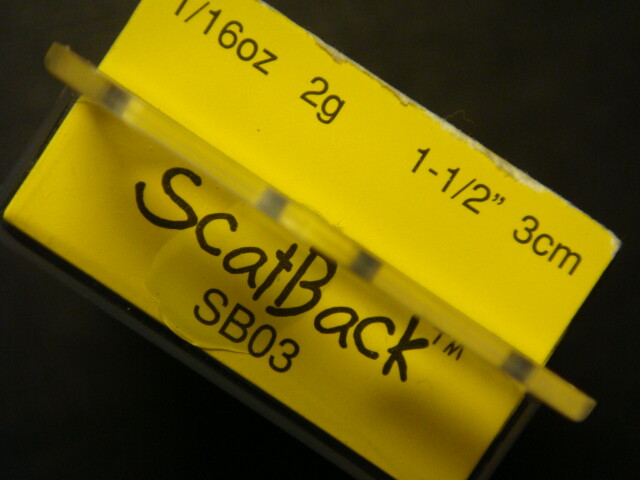 1/16oz 2g 1-1/2” 3cm
ScatBack™
SB03